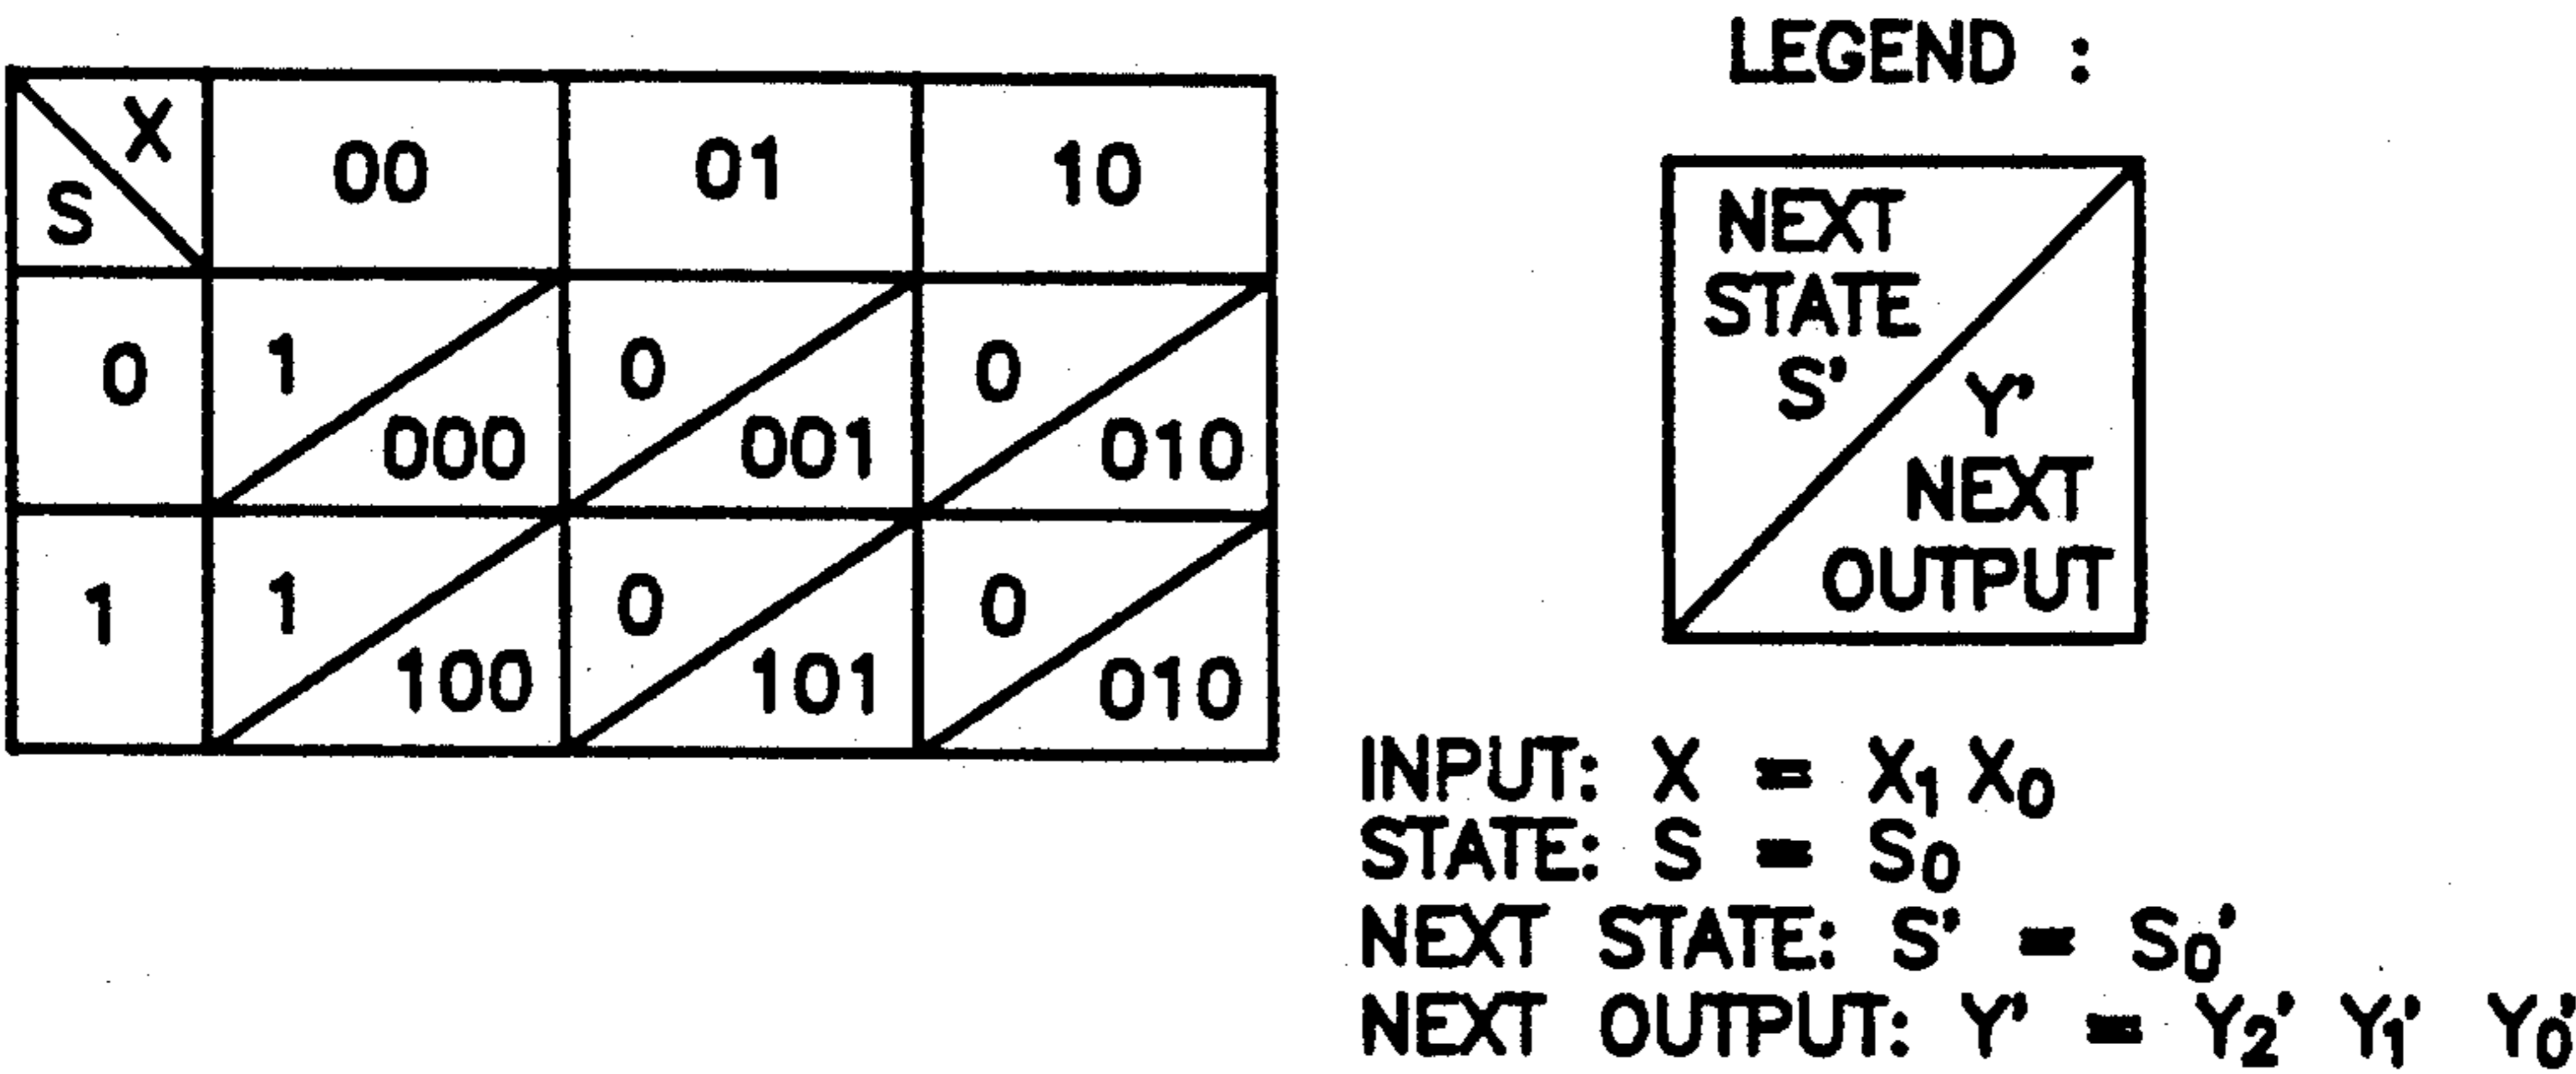 X
S
00 01 10
0 1 000 0 001 0 010
1 1 100 0 101 0 010
LEGEND :
NEXT
STATE
S'
Y'
NEXT
OUTPUT
INPUT: X = X₁ X₀
STATE: S = S₀
NEXT STATE: S' = S₀'
NEXT OUTPUT: Y' = Y₂' Y₁' Y₀'